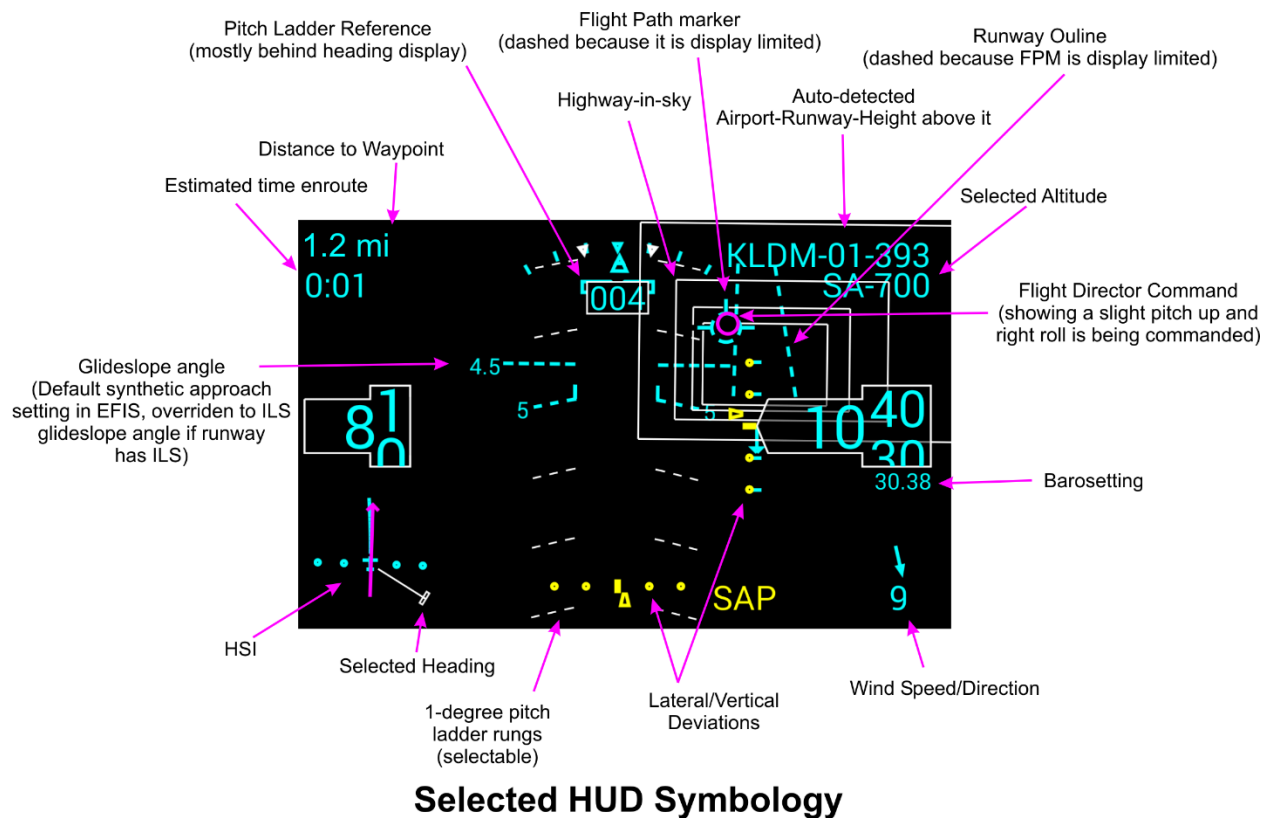 Pitch Ladder Reference
(mostly behind heading display)
Flight Path marker
(dashed because it is display limited)
Runway Ouline
(dashed because FPM is display limited)
Highway-in-sky
Auto-detected
Airport-Runway-Height above it
Distance to Waypoint
Estimated time enroute
Selected Altitude
1.2 mi
0:01
004
KLDM-01-393
SA-700
Flight Director Command
(showing a slight pitch up and
right roll is being commanded)
Glideslope angle
(Default synthetic approach
setting in EFIS, overriden to ILS
glideslope angle if runway
has ILS)
4.5
5
5
8
1
0
10
40
30
30.38
Barosetting
SAP
9
HSI
Selected Heading
1-degree pitch
ladder rungs
(selectable)
Lateral/Vertical
Deviations
Wind Speed/Direction
Selected HUD Symbology